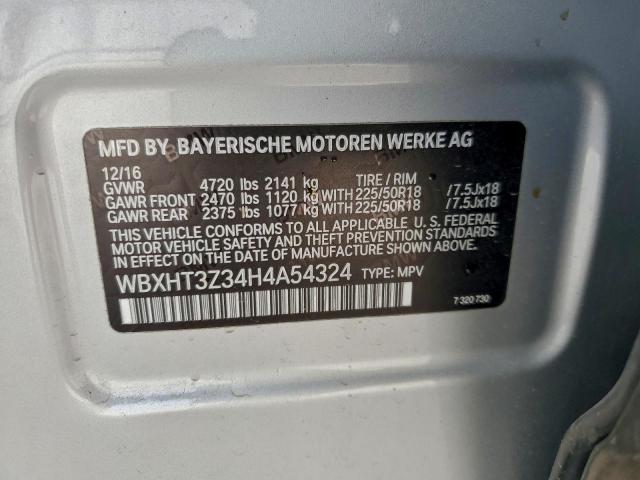 MFD BY BAYERISCHE MOTOREN WERKE AG
12/16
GVWR 4720 lbs 2141 kg TIRE / RIM
GAWR FRONT 2470 lbs 1120 kg WITH 225/50R18 /7.5Jx18
GAWR REAR 2375 lbs 1077 kg WITH 225/50R18 /7.5Jx18
THIS VEHICLE CONFORMS TO ALL APPLICABLE U. S. FEDERAL
MOTOR VEHICLE SAFETY, BUMPER, AND THEFT PREVENTION STANDARDS
IN EFFECT ON THE DATE OF MANUFACTURE SHOWN ABOVE.
WBXHT3Z34H4A54324 TYPE: MPV
7 320 730